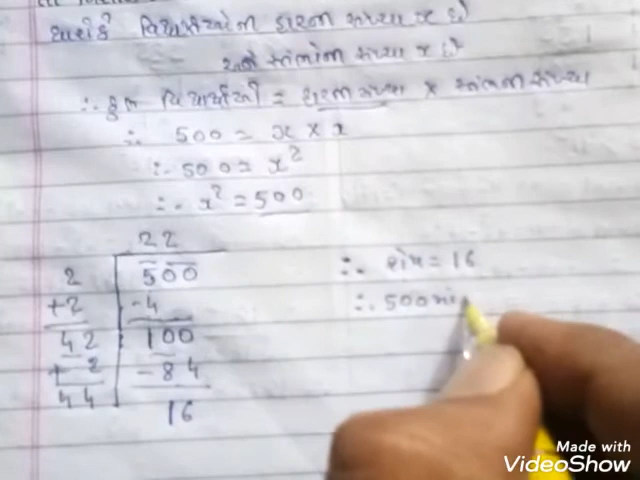 ધારોકે વિદ્યાર્થીઓની હારની સંખ્યા x છે
અને સ્તંભોની સંખ્યા x છે
∴ કુલ વિદ્યાર્થીઓ = હારની સંખ્યા × સ્તંભની સંખ્યા
∴ 500 = x × x
∴ 500 = x²
∴ x² = 500
22
2 500
+2 -4
42 100
+ 2 -84
44 16
∴ શેષ = 16
∴ 500માં
Made with
VideoShow